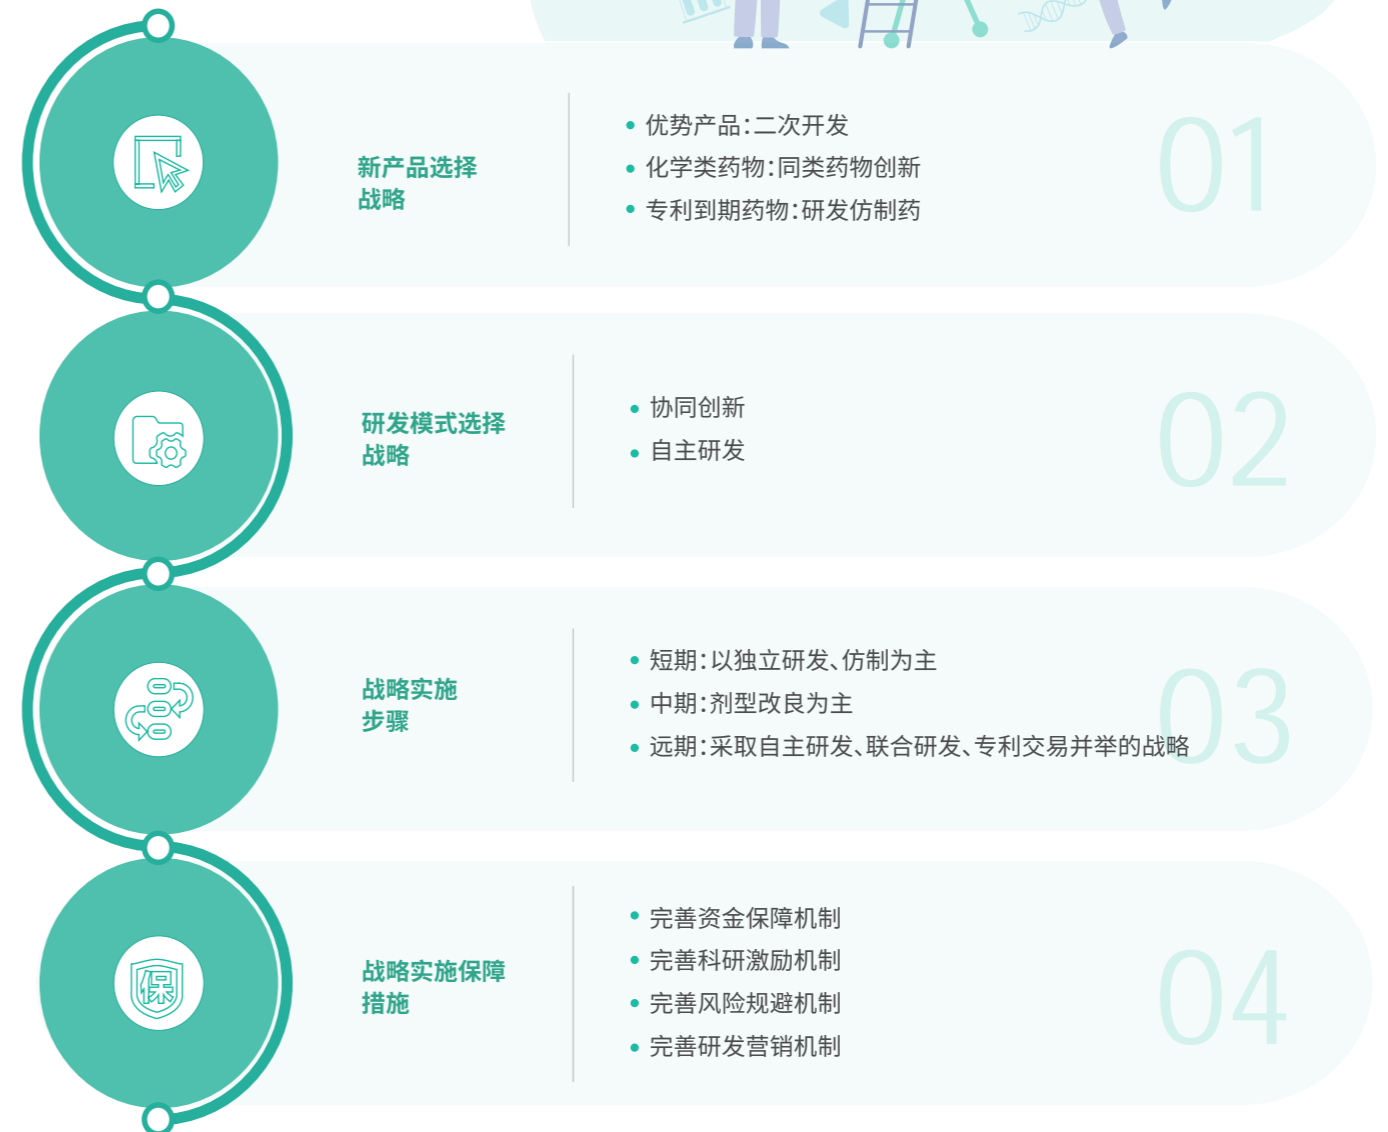 新产品选择
战略
• 优势产品：二次开发
• 化学类药物：同类药物创新
• 专利到期药物：研发仿制药
01
研发模式选择
战略
• 协同创新
• 自主研发
02
战略实施
步骤
• 短期：以独立研发、仿制为主
• 中期：剂型改良为主
• 远期：采取自主研发、联合研发、专利交易并举的战略
03
保
战略实施保障
措施
• 完善资金保障机制
• 完善科研激励机制
• 完善风险规避机制
• 完善研发营销机制
04